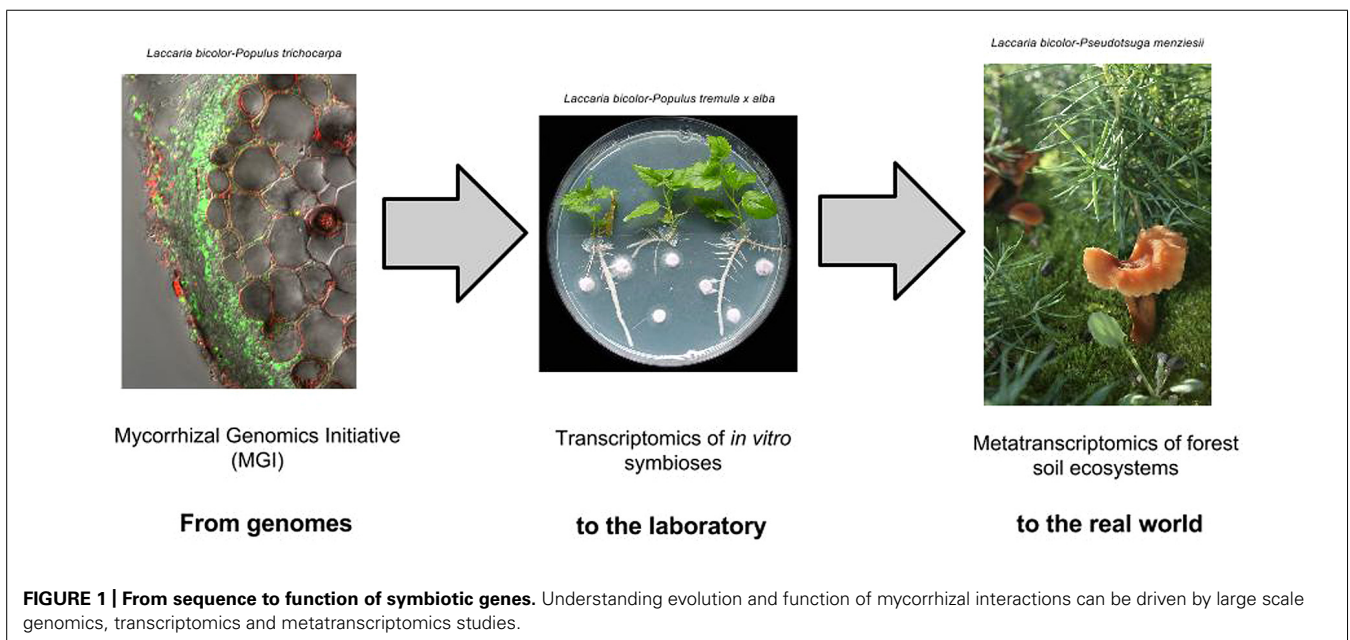 Laccaria bicolor-Populus trichocarpa
Laccaria bicolor-Populus tremula x alba
Laccaria bicolor-Pseudotsuga menziesii
Mycorrhizal Genomics Initiative
(MGI)
Transcriptomics of in vitro
symbioses
Metatranscriptomics of forest
soil ecosystems
From genomes
to the laboratory
to the real world
FIGURE 1 | From sequence to function of symbiotic genes. Understanding evolution and function of mycorrhizal interactions can be driven by large scale
genomics, transcriptomics and metatranscriptomics studies.